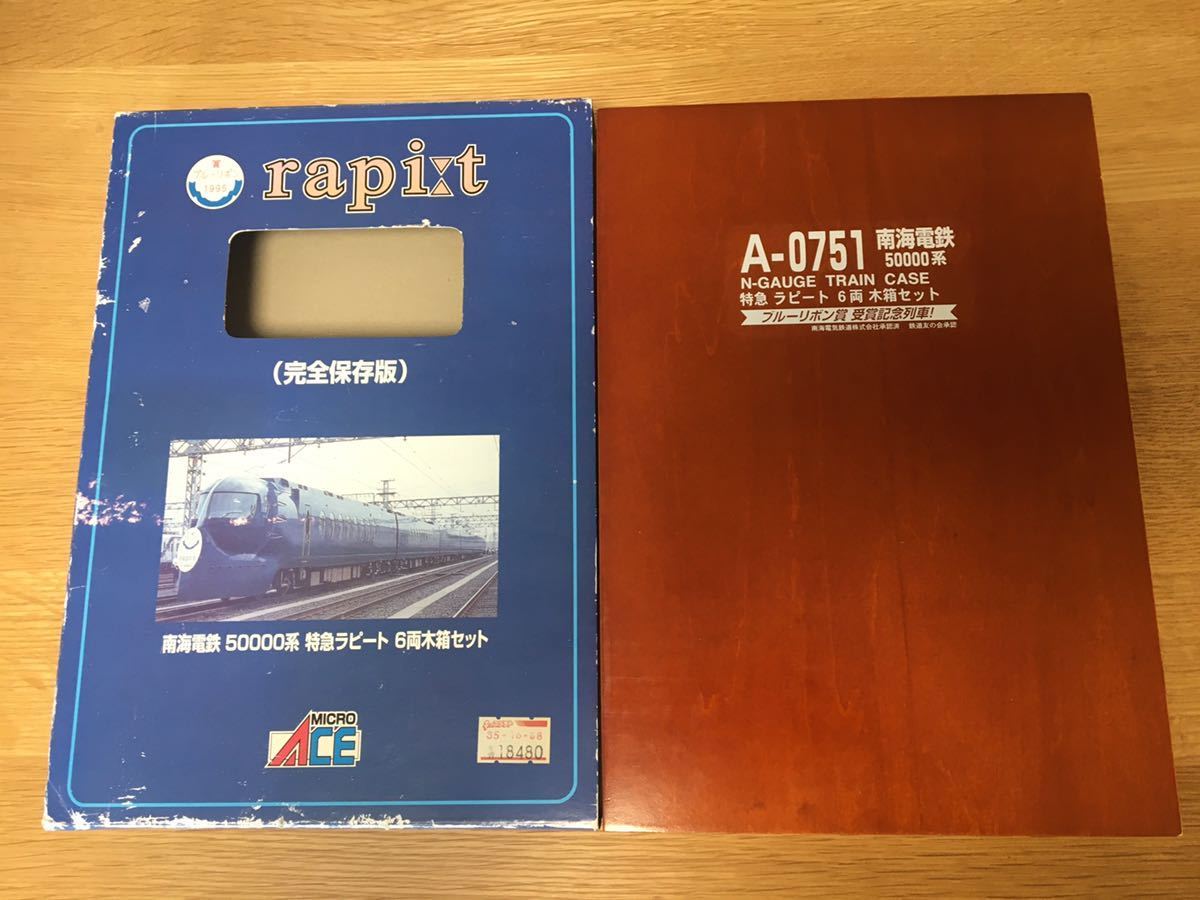 賞
ブルーリボン
1995
rapi:t
(完全保存版)
南海電鉄 50000系 特急ラピート 6両木箱セット
MICRO
ACE
18480
A-0751 南海電鉄
50000系
N-GAUGE TRAIN CASE
特急 ラピート 6両 木箱セット
ブルーリボン賞 受賞記念列車!
南海電気鉄道株式会社承認済 鉄道友の会承認